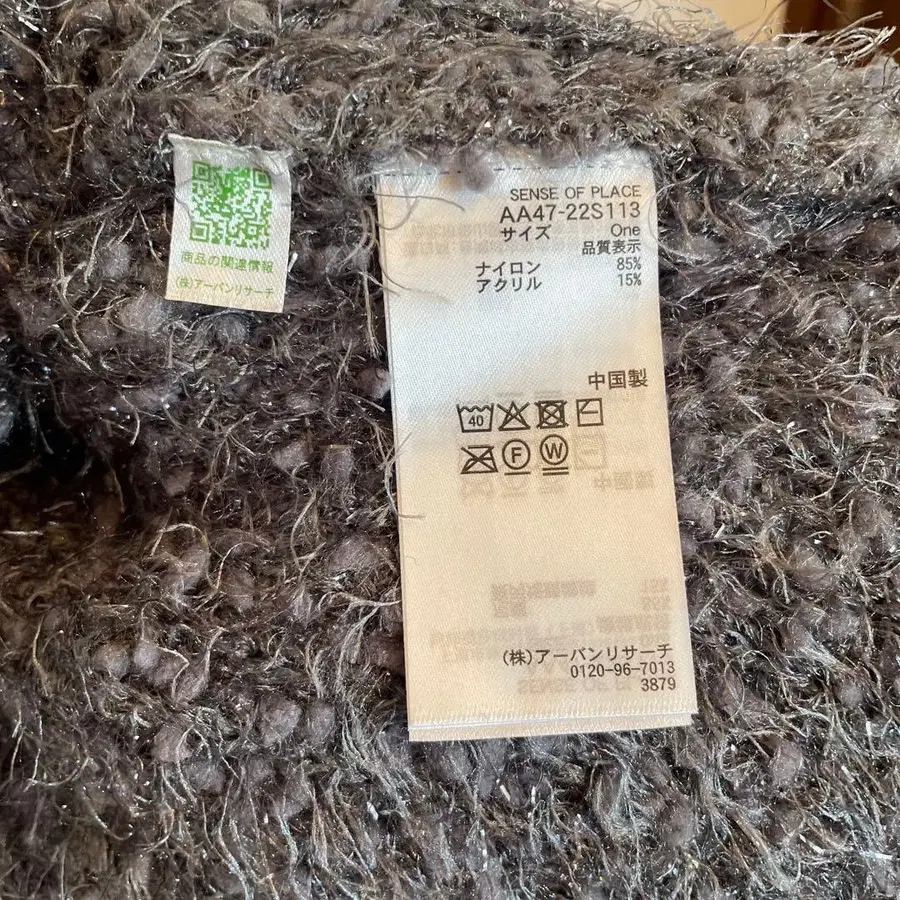 商品の関連情報
(株)アーバンリサーチ
SENSE OF PLACE
AA47-22S113
サイズ One
品質表示
ナイロン 85%
アクリル 15%
中国製
40
F W
(株)アーバンリサーチ
0120-96-7013
3879